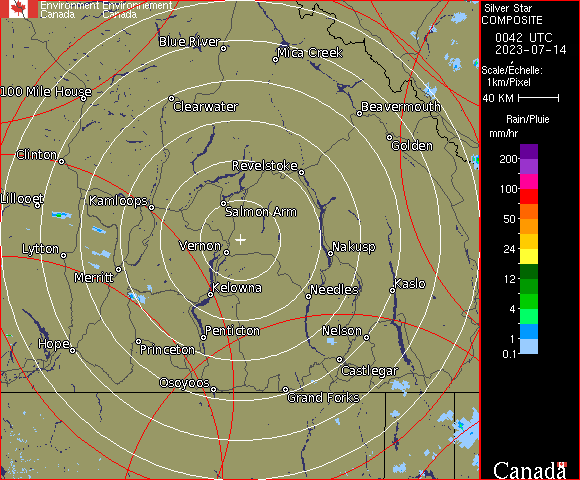 Environment Environnement
Canada Canada
Silver Star
COMPOSITE
0042 UTC
2023-07-14
Scale/Echelle:
1km/Pixel
40 KM
Rain/Pluie
mm/hr
200
100
50
24
12
4
1
0.1
Blue River
Mica Creek
100 Mile House
Clearwater
Beavermouth
Golden
Clinton
Revelstoke
Lillooet
Kamloops
Salmon Arm
Lytton
Vernon
Nakusp
Merritt
Kelowna
Needles
Kaslo
Hope
Penticton
Nelson
Princeton
Castlegar
Osoyoos
Grand Forks
Canada